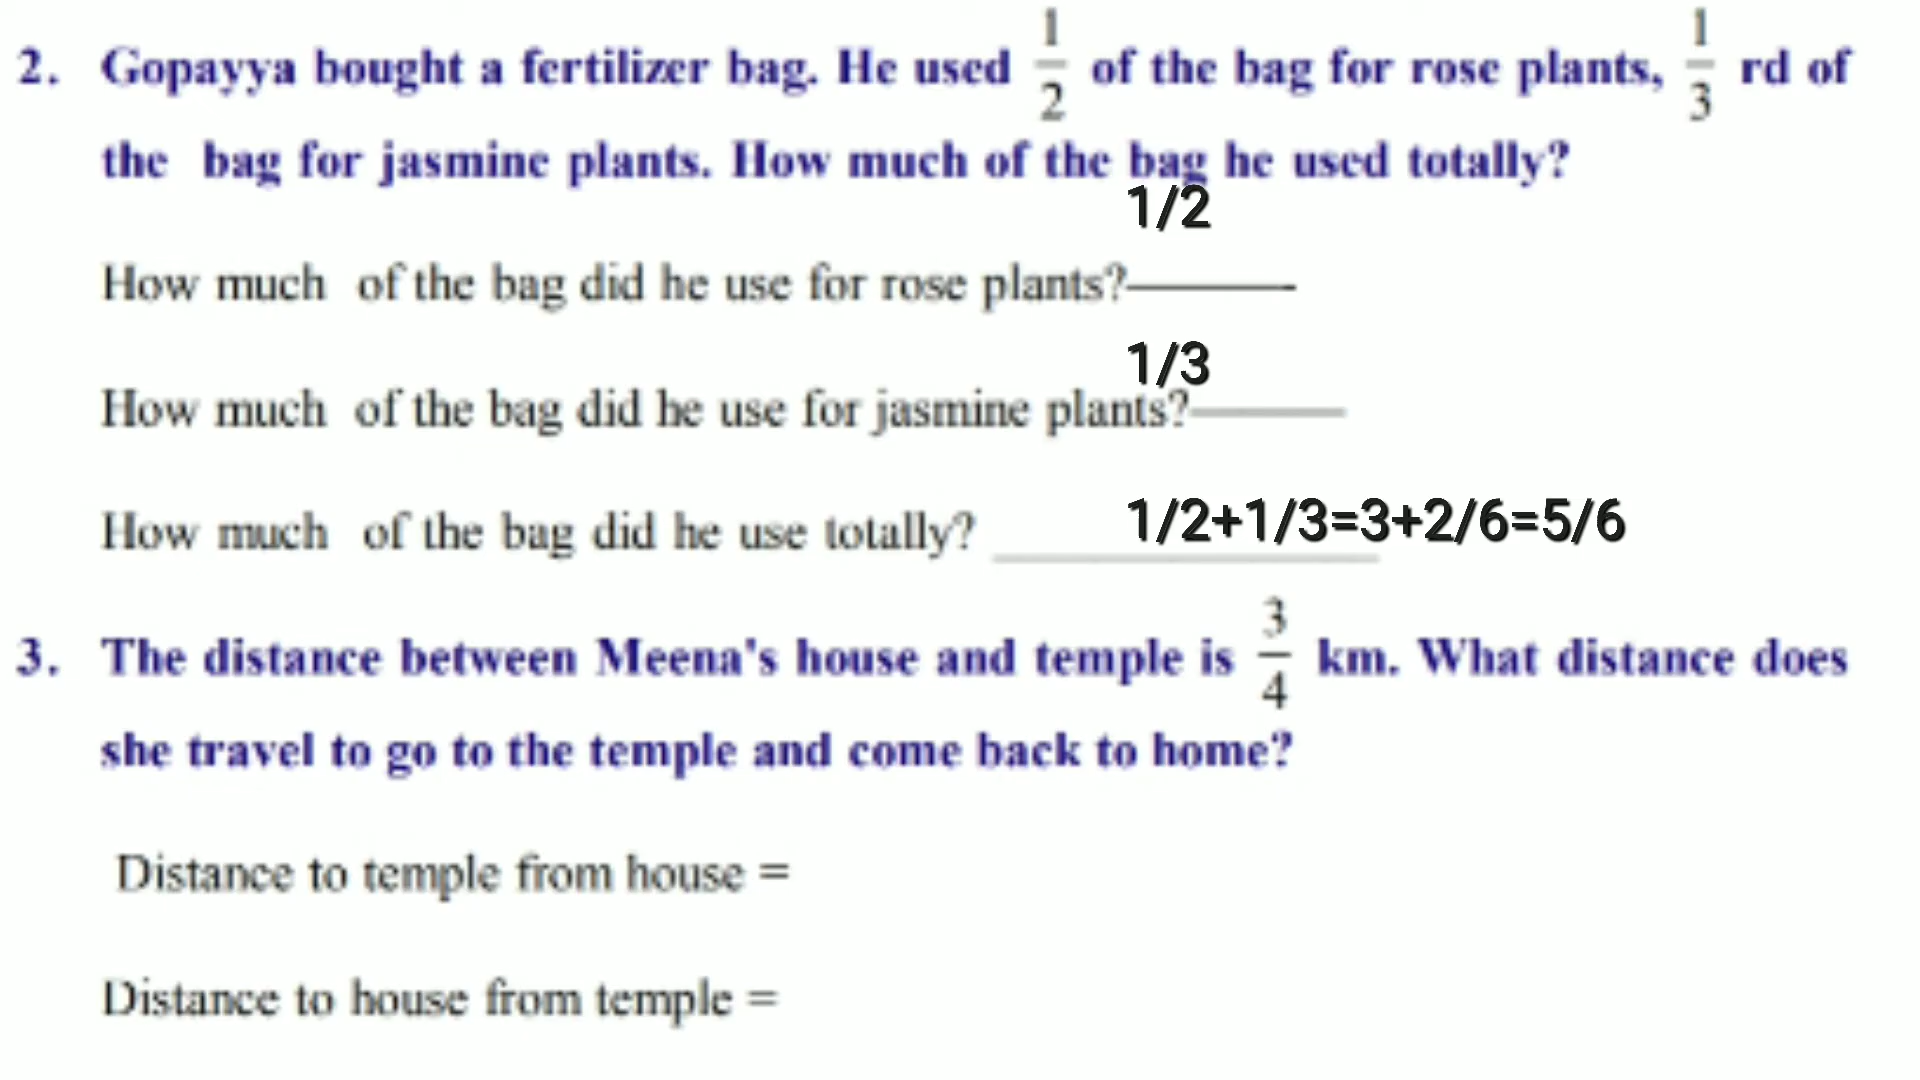 2. Gopayya bought a fertilizer bag. He used 1/2 of the bag for rose plants, 1/3 rd of
the bag for jasmine plants. How much of the bag he used totally?
1/2
How much of the bag did he use for rose plants?
1/3
How much of the bag did he use for jasmine plants?
How much of the bag did he use totally? 1/2+1/3=3+2/6=5/6
3. The distance between Meena's house and temple is 3/4 km. What distance does
she travel to go to the temple and come back to home?
Distance to temple from house =
Distance to house from temple =